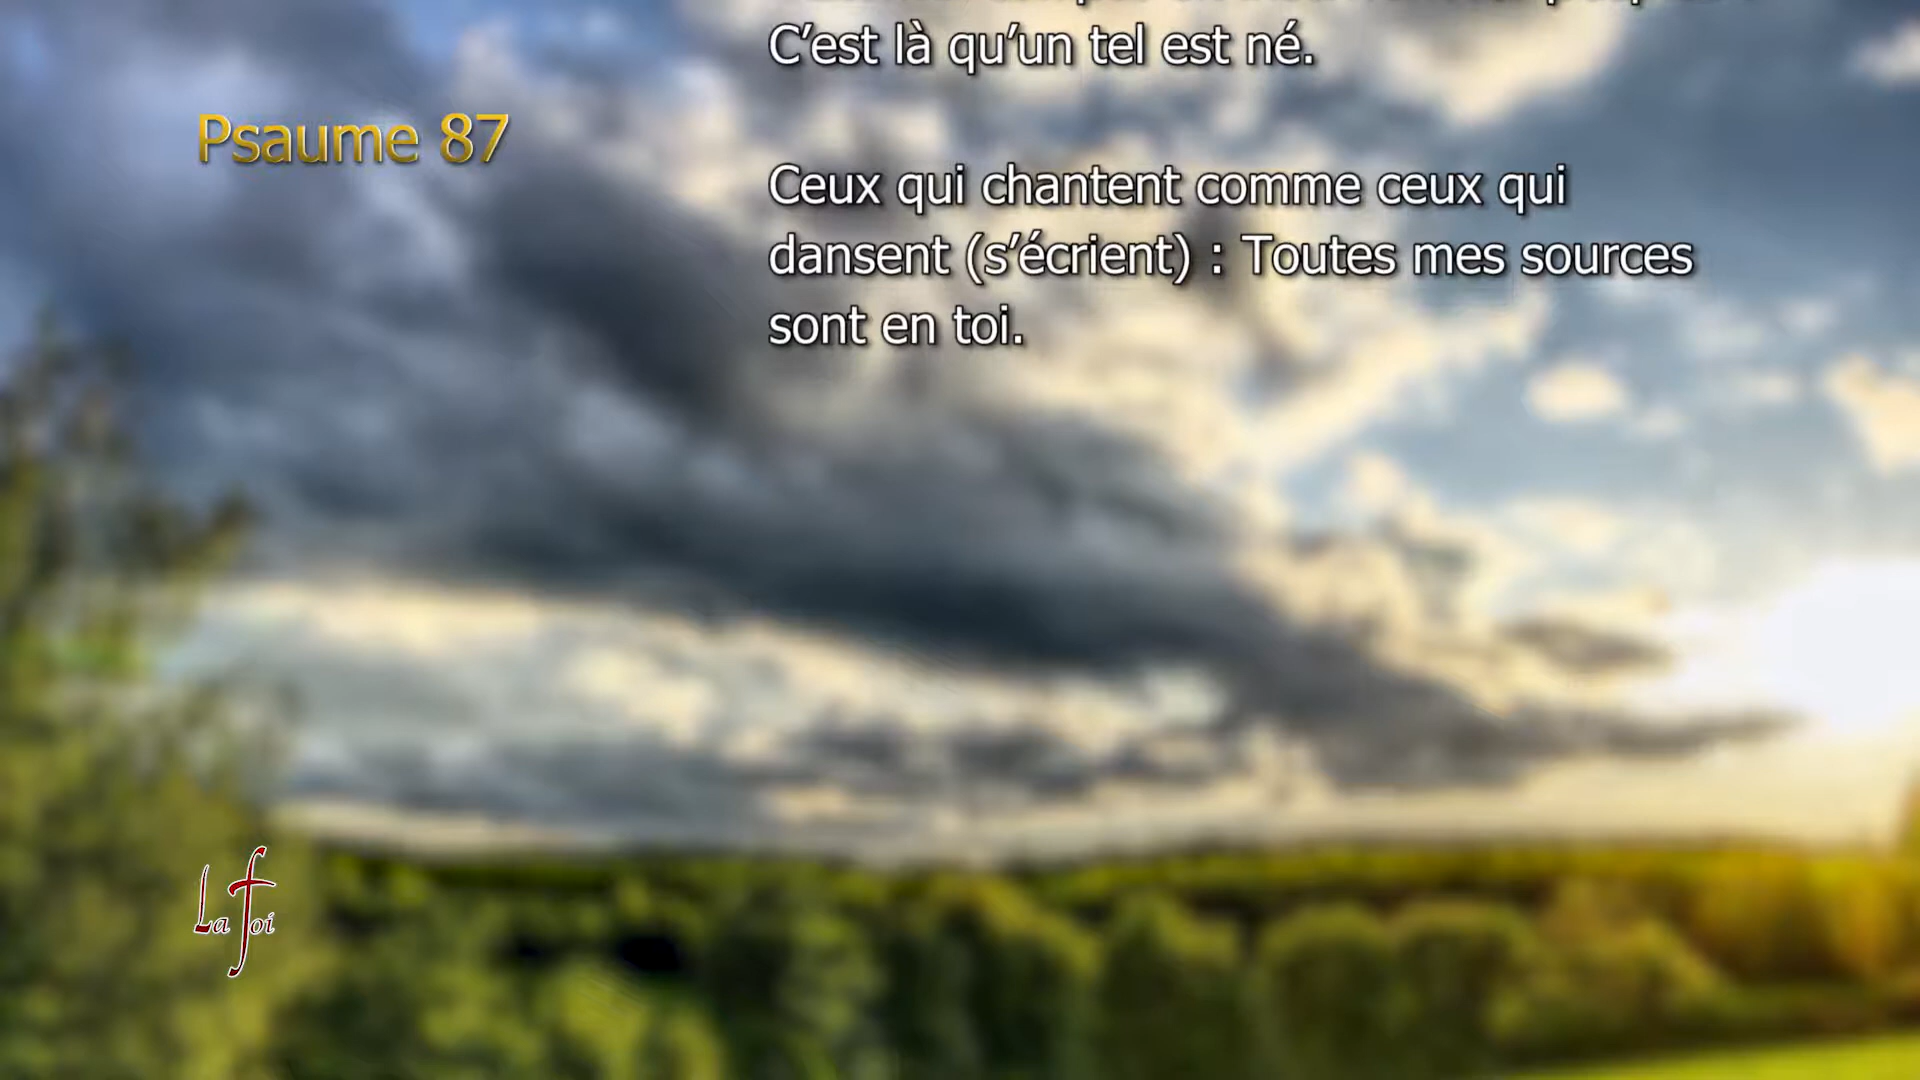 C’est là qu’un tel est né.
Psaume 87
Ceux qui chantent comme ceux qui
dansent (s’écrient) : Toutes mes sources
sont en toi.
La foi